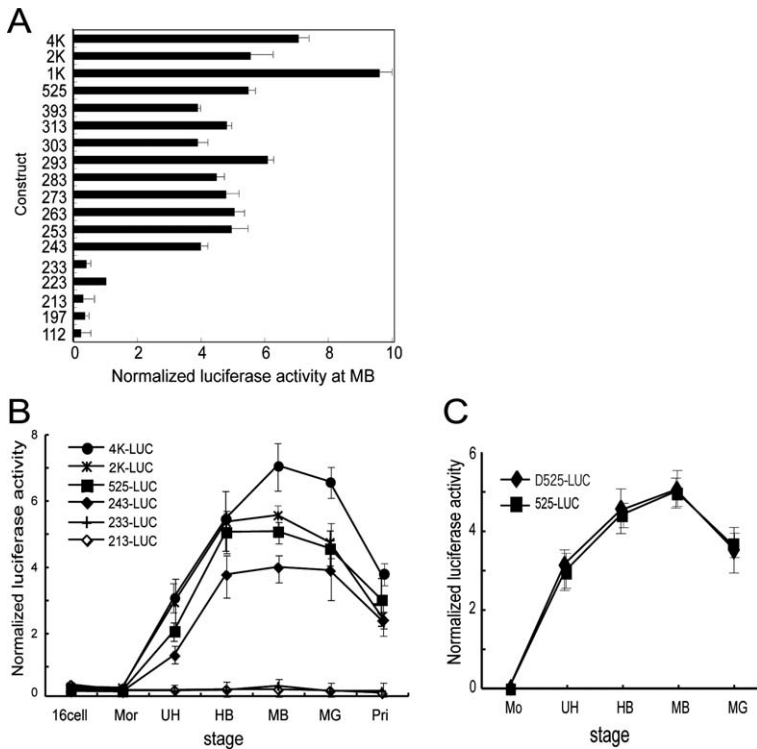 A
Construct
4K
2K
1K
525
393
313
303
293
283
273
263
253
243
233
223
213
197
112
0 2 4 6 8 10
Normalized luciferase activity at MB
B
Normalized luciferase activity
8
6
4
2
0
4K-LUC
2K-LUC
525-LUC
243-LUC
233-LUC
213-LUC
16cell Mor UH HB MB MG Pri
stage
C
Normalized luciferase activity
6
4
2
0
D525-LUC
525-LUC
Mo UH HB MB MG
stage